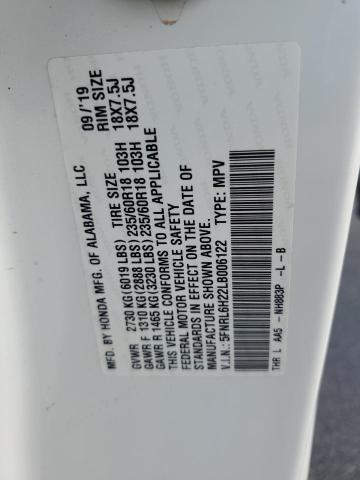 MFG. BY HONDA MFG. OF ALABAMA, LLC 09/'19
TIRE SIZE RIM SIZE
GVWR 2730 KG(6019 LBS)
GAWR F 1310 KG(2888 LBS) 235/60R18 103H 18X7.5J
GAWR R 1465 KG(3230 LBS) 235/60R18 103H 18X7.5J
THIS VEHICLE CONFORMS TO ALL APPLICABLE
FEDERAL MOTOR VEHICLE SAFETY
STANDARDS IN EFFECT ON THE DATE OF
MANUFACTURE SHOWN ABOVE.
V.I.N.: 5FNRL6H22LB006122 TYPE: MPV
THR L AA5 - NH883P -L -B